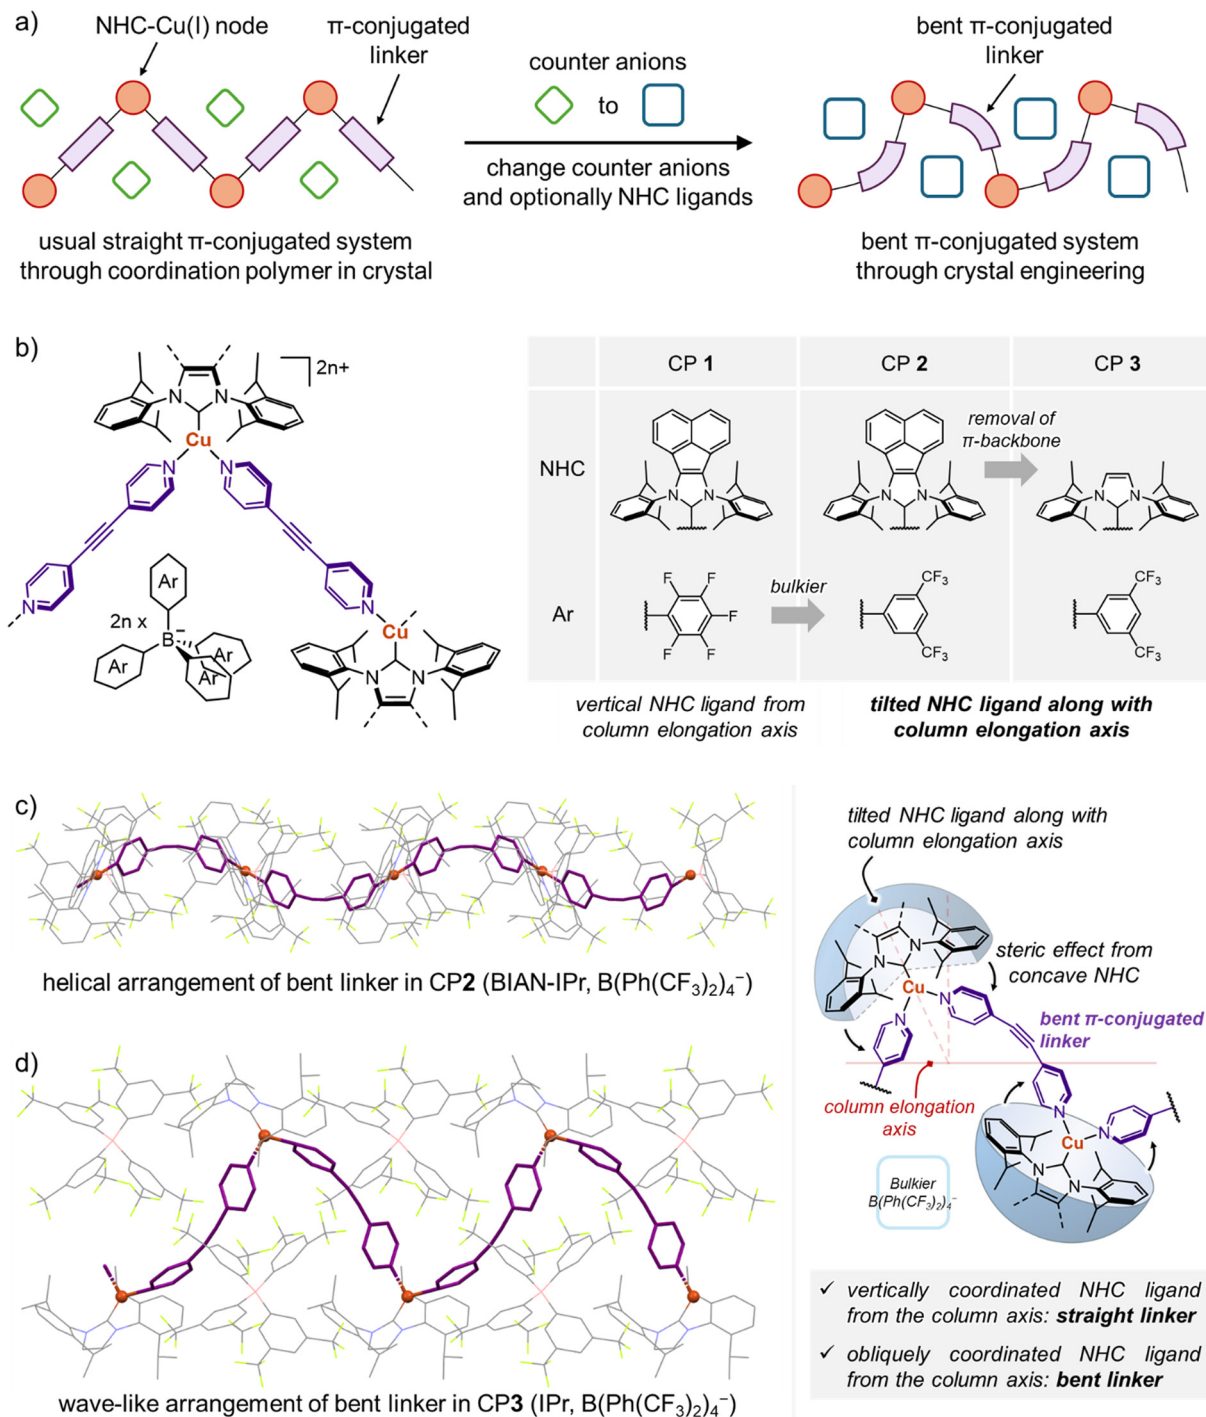 a)
NHC-Cu(I) node
π-conjugated
linker
counter anions
to
change counter anions
and optionally NHC ligands
bent π-conjugated
linker
usual straight π-conjugated system
through coordination polymer in crystal
bent π-conjugated system
through crystal engineering
b)
2n+
N N
Cu
N N
N
2n x
Ar
B−
Ar
Ar
Ar
N
Cu
N N
CP 1
CP 2
CP 3
NHC
N N
N N
removal of
π-backbone
N N
Ar
F F
F
F F
bulkier
CF3
CF3
CF3
CF3
vertical NHC ligand from
column elongation axis
tilted NHC ligand along with
column elongation axis
c)
helical arrangement of bent linker in CP2 (BIAN-IPr, B(Ph(CF3)2)4−)
d)
wave-like arrangement of bent linker in CP3 (IPr, B(Ph(CF3)2)4−)
tilted NHC ligand along with
column elongation axis
N N
steric effect from
concave NHC
Cu
N N
bent π-conjugated
linker
column elongation
axis
N N
Cu
N N
Bulkier
B(Ph(CF3)2)4−
✓ vertically coordinated NHC ligand
from the column axis: straight linker
✓ obliquely coordinated NHC ligand
from the column axis: bent linker